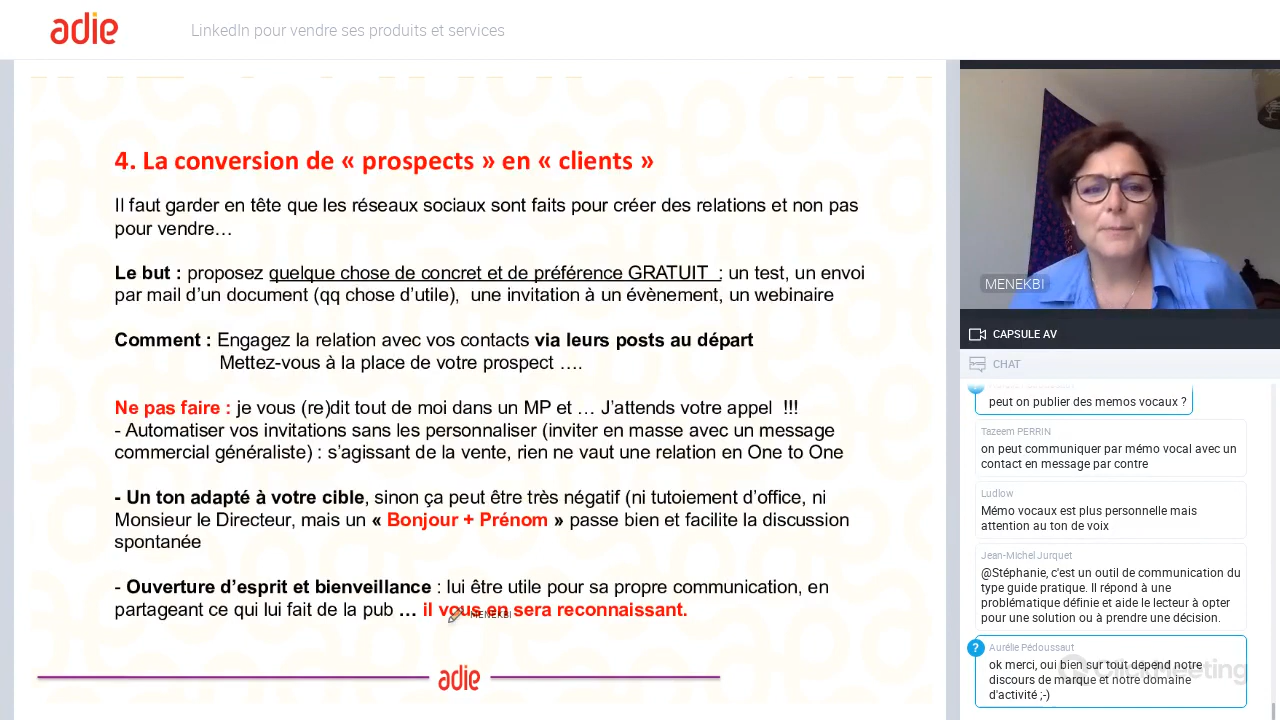 adie
LinkedIn pour vendre ses produits et services
4. La conversion de « prospects » en « clients »
Il faut garder en tête que les réseaux sociaux sont faits pour créer des relations et non pas
pour vendre…
Le but : proposez quelque chose de concret et de préférence GRATUIT : un test, un envoi
par mail d’un document (qq chose d’utile), une invitation à un évènement, un webinaire
Comment : Engagez la relation avec vos contacts via leurs posts au départ
Mettez-vous à la place de votre prospect ….
Ne pas faire : je vous (re)dit tout de moi dans un MP et … J’attends votre appel !!!
- Automatiser vos invitations sans les personnaliser (inviter en masse avec un message
commercial généraliste) : s’agissant de la vente, rien ne vaut une relation en One to One
- Un ton adapté à votre cible, sinon ça peut être très négatif (ni tutoiement d’office, ni
Monsieur le Directeur, mais un « Bonjour + Prénom » passe bien et facilite la discussion
spontanée
- Ouverture d’esprit et bienveillance : lui être utile pour sa propre communication, en
partageant ce qui lui fait de la pub … il vous en sera reconnaissant.
MENEKBI
adie
MENEKBI
CAPSULE AV
CHAT
peut on publier des memos vocaux ?
Tazeem PERRIN
on peut communiquer par mémo vocal avec un
contact en message par contre
Ludlow
Mémo vocaux est plus personnelle mais
attention au ton de voix
Jean-Michel Jurquet
@Stéphanie, c'est un outil de communication du
type guide pratique. Il répond à une
problématique définie et aide le lecteur à opter
pour une solution ou à prendre une décision.
?
Aurélie Pédoussaut
ok merci, oui bien sur tout dépend notre
discours de marque et notre domaine
d'activité ;-)
ClickMeeting